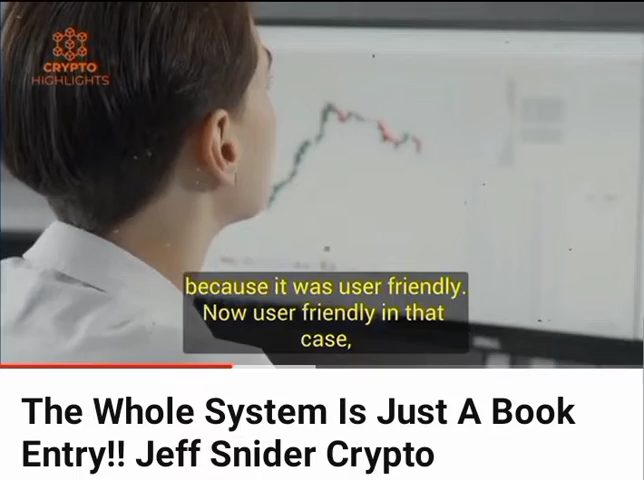 CRYPTO
HIGHLIGHTS
because it was user friendly.
Now user friendly in that
case,
The Whole System Is Just A Book
Entry!! Jeff Snider Crypto